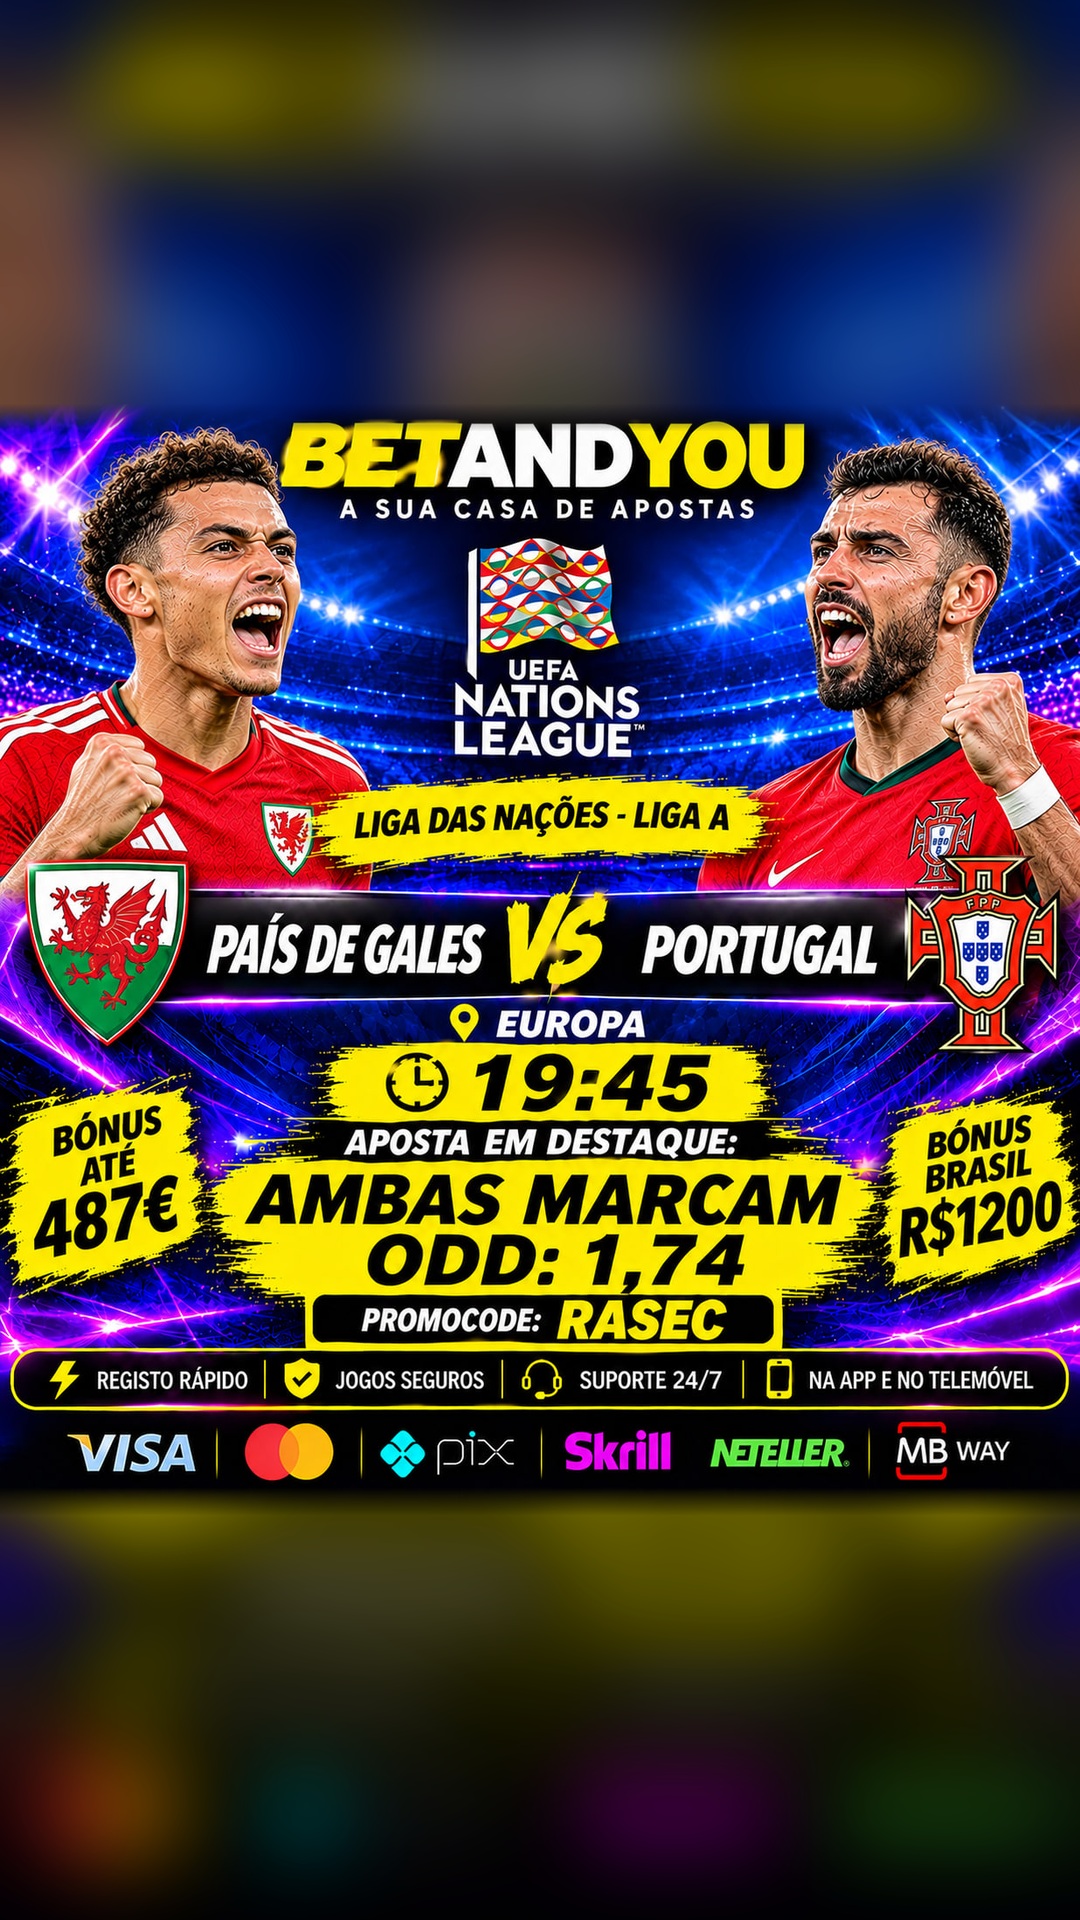 BETANDYOU
A SUA CASA DE APOSTAS
UEFA
NATIONS
LEAGUE™
LIGA DAS NAÇÕES - LIGA A
PAÍS DE GALES VS PORTUGAL
FPF
EUROPA
19:45
APOSTA EM DESTAQUE:
AMBAS MARCAM
ODD: 1,74
BÓNUS
ATÉ
487€
BÓNUS
BRASIL
R$1200
PROMOCODE: RASEC
REGISTO RÁPIDO
JOGOS SEGUROS
SUPORTE 24/7
NA APP E NO TELEMÓVEL
VISA
pix
Skrill
NETELLER
MB WAY